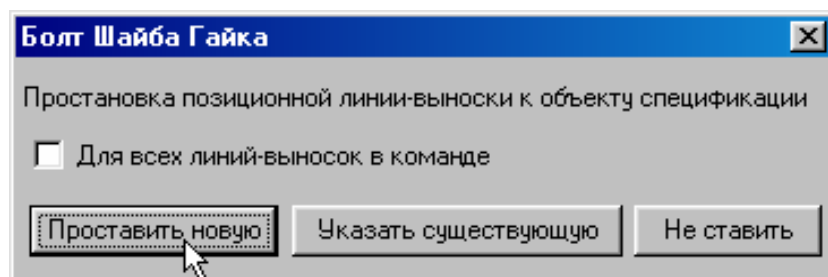 Болт Шайба Гайка
Простановка позиционной линии-выноски к объекту спецификации
Для всех линий-выносок в команде
Проставить новую Указать существующую Не ставить